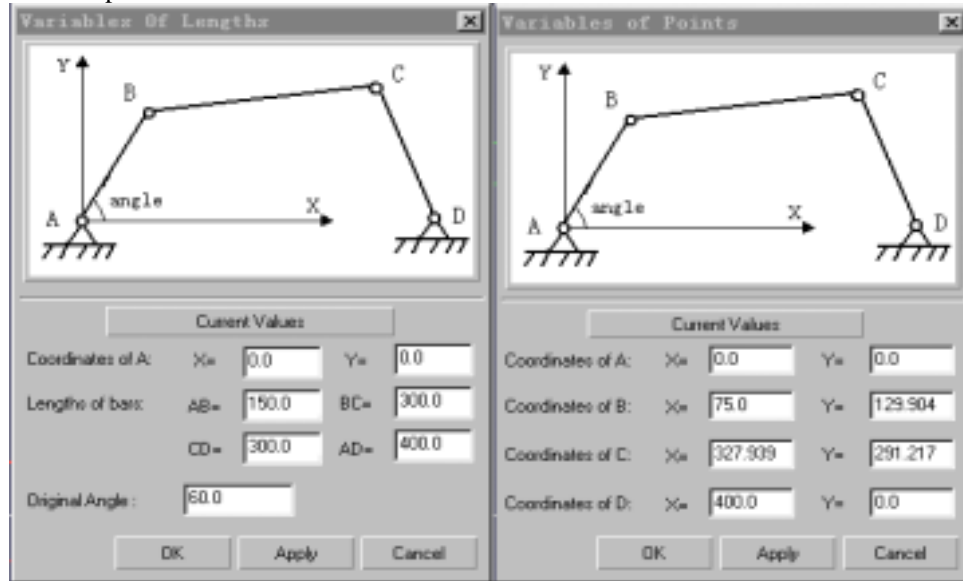 Variables Of Lengths
Y
B
C
angle
X
A
D
Current Values
Coordinates of A: X= 0.0 Y= 0.0
Lengths of bars: AB= 150.0 BC= 300.0
CD= 300.0 AD= 400.0
Original Angle : 60.0
OK Apply Cancel
Variables of Points
Y
B
C
angle
X
A
D
Current Values
Coordinates of A: X= 0.0 Y= 0.0
Coordinates of B: X= 75.0 Y= 129.904
Coordinates of C: X= 327.939 Y= 291.217
Coordinates of D: X= 400.0 Y= 0.0
OK Apply Cancel